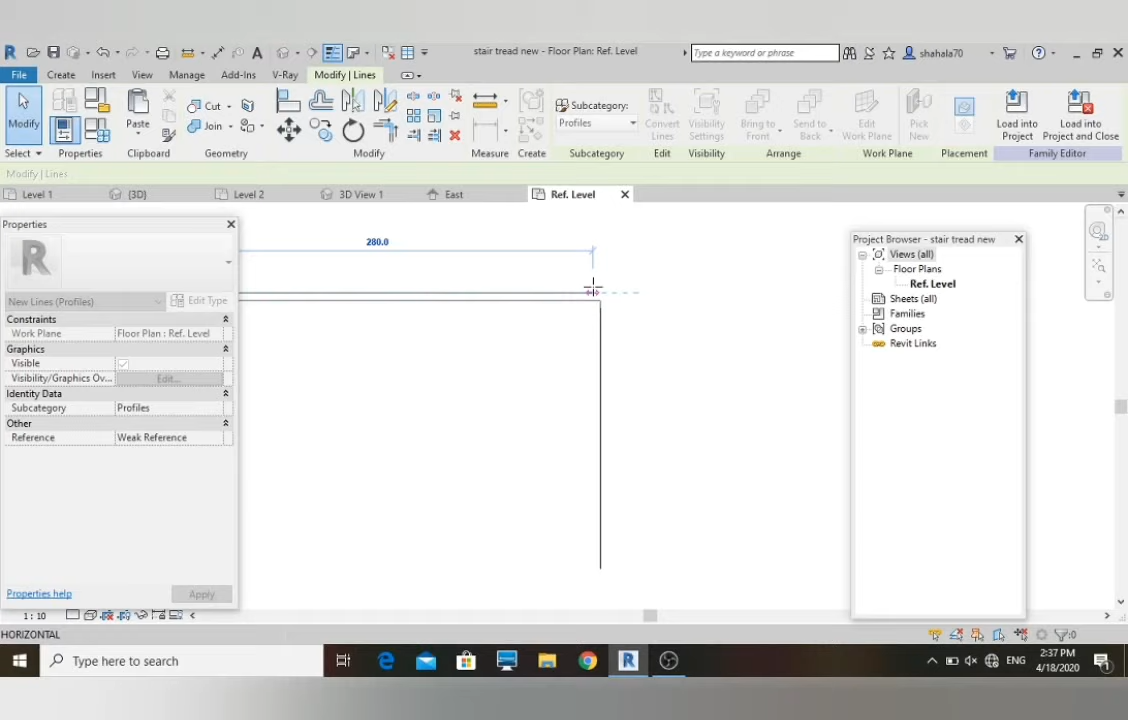 stair tread new - Floor Plan: Ref. Level
Type a keyword or phrase
shahala70
File
Create
Insert
View
Manage
Add-Ins
V-Ray
Modify | Lines
Modify
Paste
Cut
Join
Subcategory:
Profiles
Convert
Lines
Visibility
Settings
Bring to
Front
Send to
Back
Edit
Work Plane
Pick
New
Load into
Project
Load into
Project and Close
Select
Properties
Clipboard
Geometry
Modify
Measure
Create
Subcategory
Edit
Visibility
Arrange
Work Plane
Placement
Family Editor
Modify | Lines
Level 1
{3D}
Level 2
3D View 1
East
Ref. Level
Properties
New Lines (Profiles)
Edit Type
Constraints
Work Plane
Floor Plan : Ref. Level
Graphics
Visible
Visibility/Graphics Ov...
Edit...
Identity Data
Subcategory
Profiles
Other
Reference
Weak Reference
Properties help
Apply
280.0
Project Browser - stair tread new
Views (all)
Floor Plans
Ref. Level
Sheets (all)
Families
Groups
Revit Links
2D
1 : 10
HORIZONTAL
:0
Type here to search
ENG
2:37 PM
4/18/2020